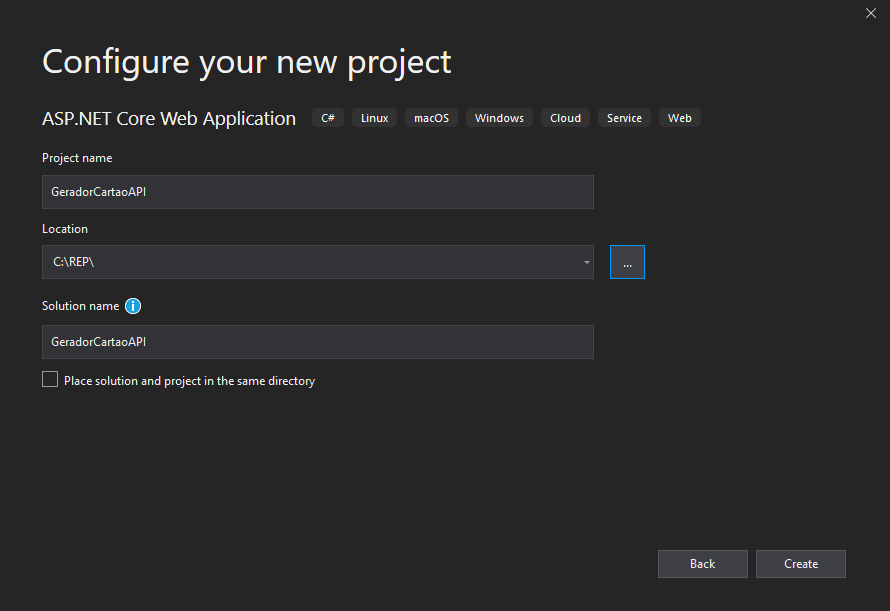 Configure your new project
ASP.NET Core Web Application C# Linux macOS Windows Cloud Service Web
Project name
GeradorCartaoAPI
Location
C:\REP\
...
Solution name
GeradorCartaoAPI
Place solution and project in the same directory
Back Create